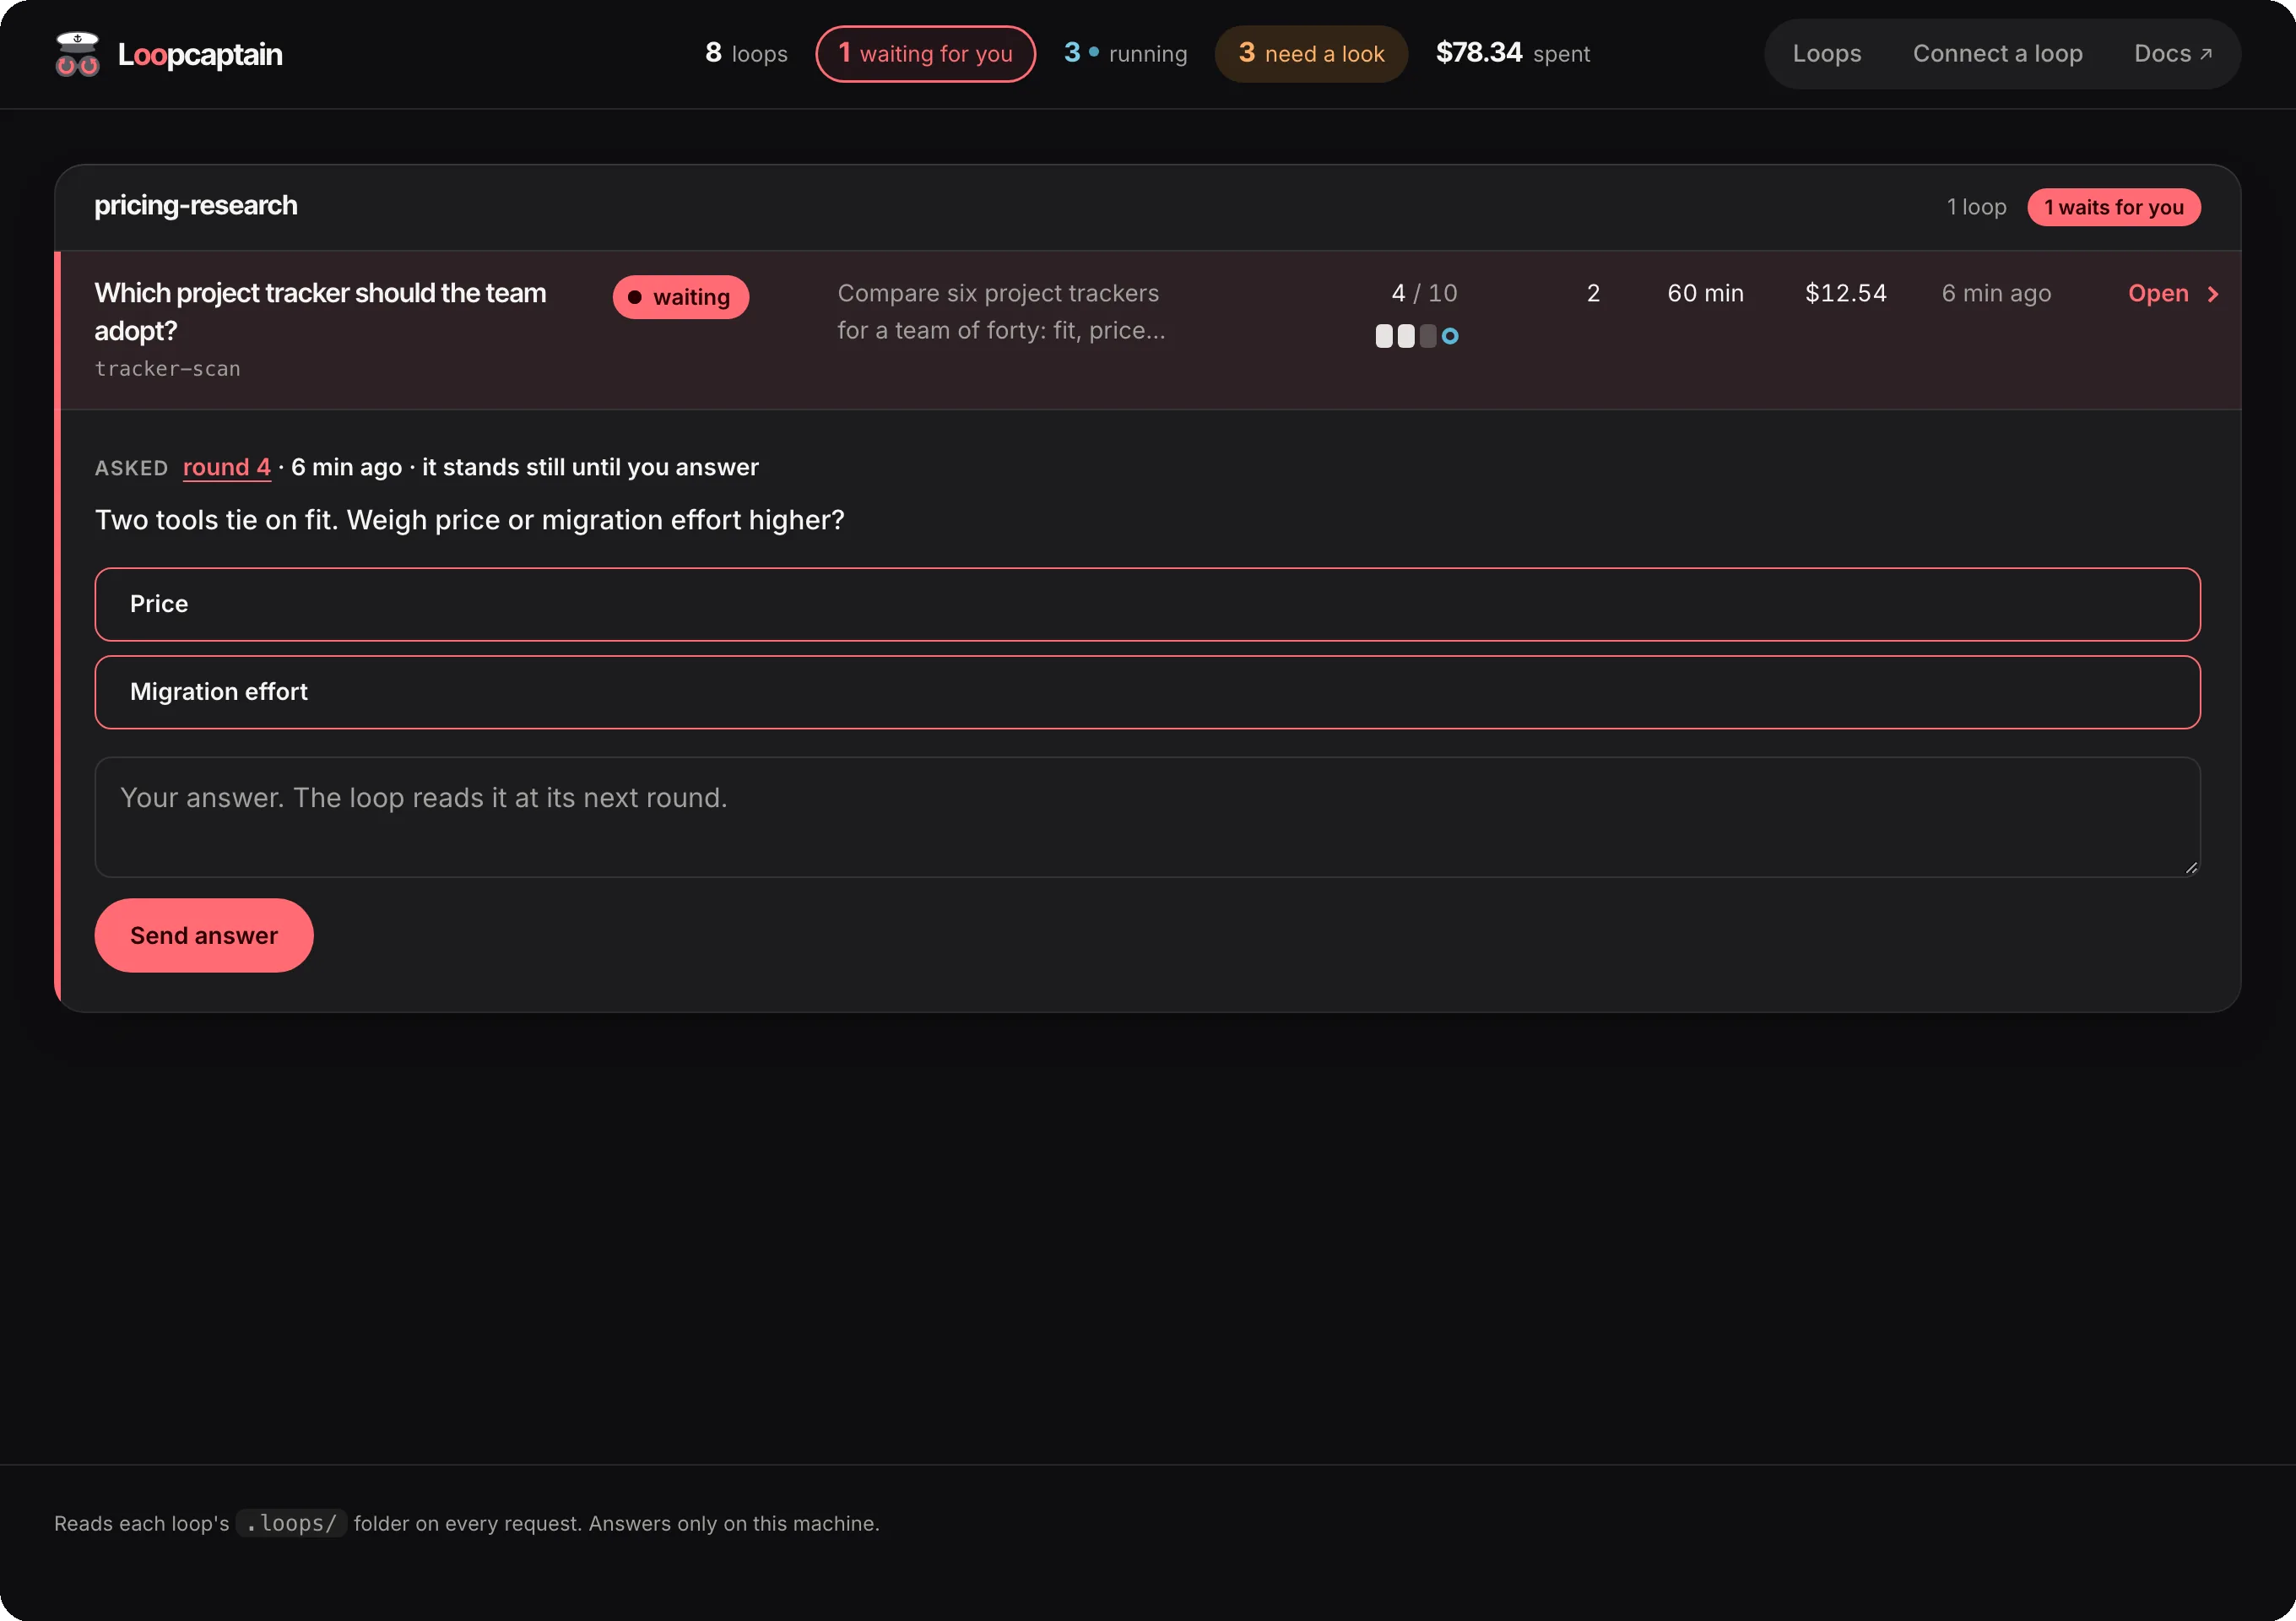 Loopcaptain
8 loops
1 waiting for you
3 running
3 need a look
$78.34 spent
Loops
Connect a loop
Docs ↗
pricing-research
1 loop
1 waits for you
Which project tracker should the team
adopt?
tracker-scan
waiting
Compare six project trackers
for a team of forty: fit, price…
4 / 10
2
60 min
$12.54
6 min ago
Open
ASKED round 4 · 6 min ago · it stands still until you answer
Two tools tie on fit. Weigh price or migration effort higher?
Price
Migration effort
Your answer. The loop reads it at its next round.
Send answer
Reads each loop's .loops/ folder on every request. Answers only on this machine.